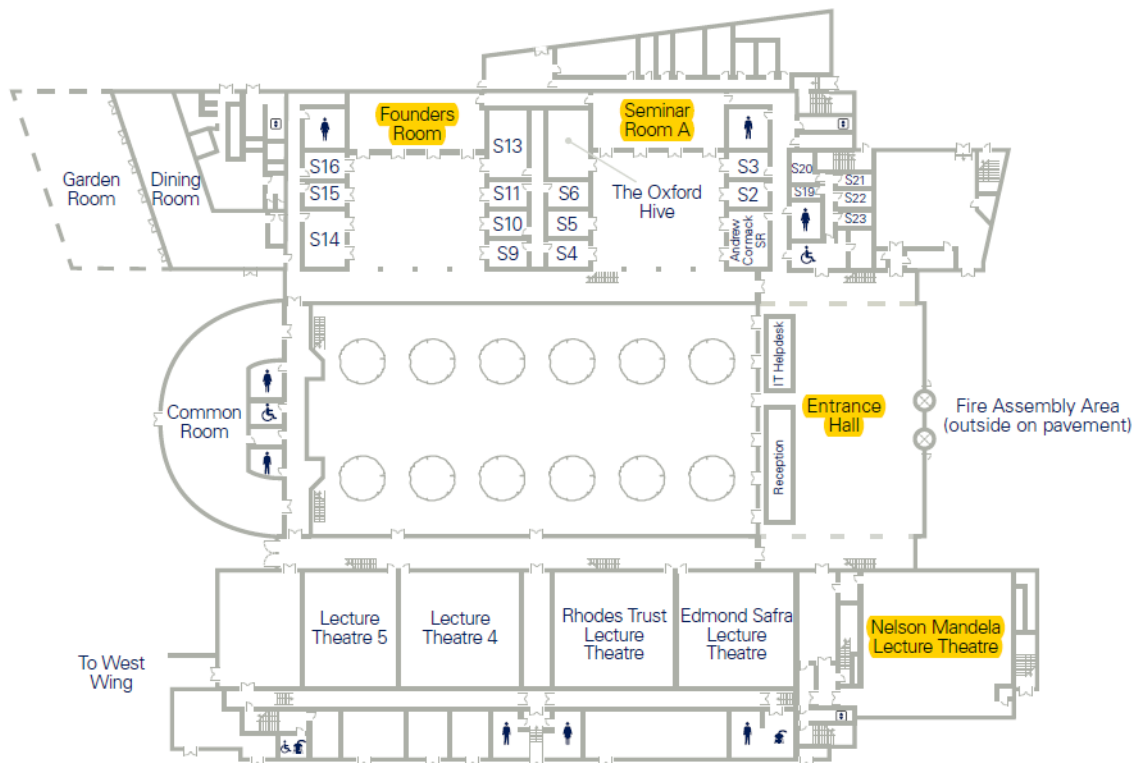 Founders
Room
Seminar
Room A
S13
S16
S3
S20
S21
Garden
Room
Dining
Room
S15
S11
S6
The Oxford
Hive
S2
S19
S22
S14
S10
S5
Andrew
Cormack
SR
S23
S9
S4
IT Helpdesk
Common
Room
Entrance
Hall
Fire Assembly Area
(outside on pavement)
Reception
Lecture
Theatre 5
Lecture
Theatre 4
Rhodes Trust
Lecture
Theatre
Edmond Safra
Lecture
Theatre
Nelson Mandela
Lecture Theatre
To West
Wing